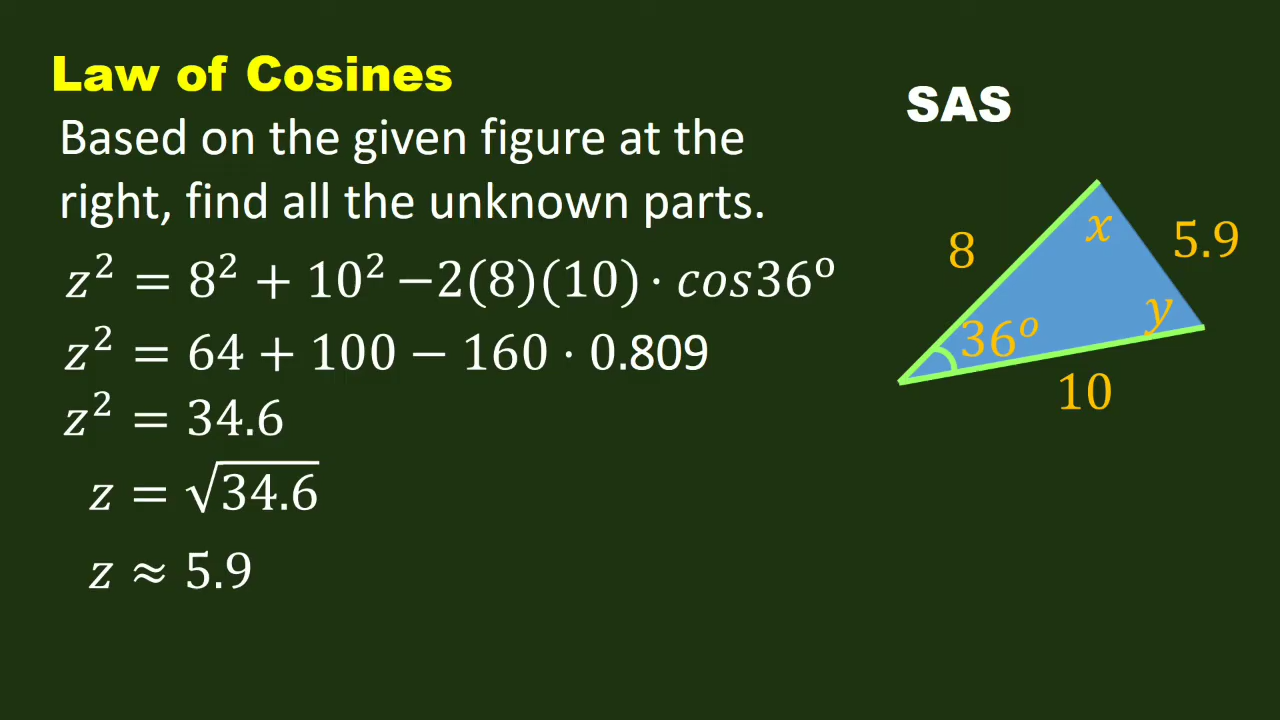 Law of Cosines
SAS
Based on the given figure at the
right, find all the unknown parts.
z² = 8² + 10² −2(8)(10) · cos36º
z² = 64 + 100 − 160 · 0.809
z² = 34.6
z = √34.6
z ≈ 5.9
x
8
5.9
y
36º
10